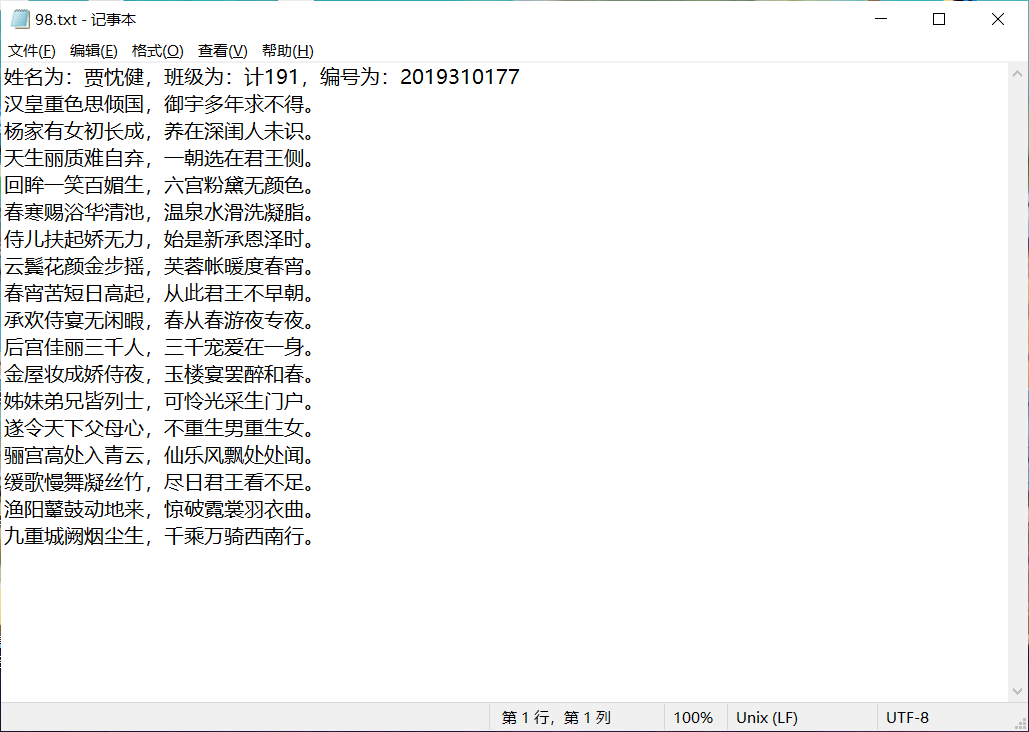 98.txt - 记事本
文件(F) 编辑(E) 格式(O) 查看(V) 帮助(H)
姓名为：贾忱健，班级为：计191，编号为：2019310177
汉皇重色思倾国，御宇多年求不得。
杨家有女初长成，养在深闺人未识。
天生丽质难自弃，一朝选在君王侧。
回眸一笑百媚生，六宫粉黛无颜色。
春寒赐浴华清池，温泉水滑洗凝脂。
侍儿扶起娇无力，始是新承恩泽时。
云鬓花颜金步摇，芙蓉帐暖度春宵。
春宵苦短日高起，从此君王不早朝。
承欢侍宴无闲暇，春从春游夜专夜。
后宫佳丽三千人，三千宠爱在一身。
金屋妆成娇侍夜，玉楼宴罢醉和春。
姊妹弟兄皆列士，可怜光采生门户。
遂令天下父母心，不重生男重生女。
骊宫高处入青云，仙乐风飘处处闻。
缓歌慢舞凝丝竹，尽日君王看不足。
渔阳鼙鼓动地来，惊破霓裳羽衣曲。
九重城阙烟尘生，千乘万骑西南行。
第 1 行，第 1 列 100% Unix (LF) UTF-8